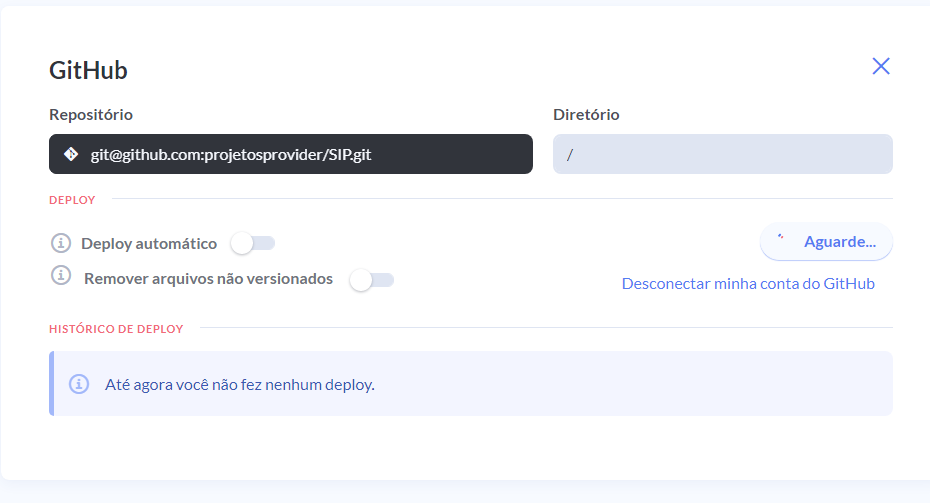 GitHub
Repositório
Diretório
git@github.com:projetosprovider/SIP.git
/
DEPLOY
Deploy automático
Aguarde...
Remover arquivos não versionados
Desconectar minha conta do GitHub
HISTÓRICO DE DEPLOY
Até agora você não fez nenhum deploy.